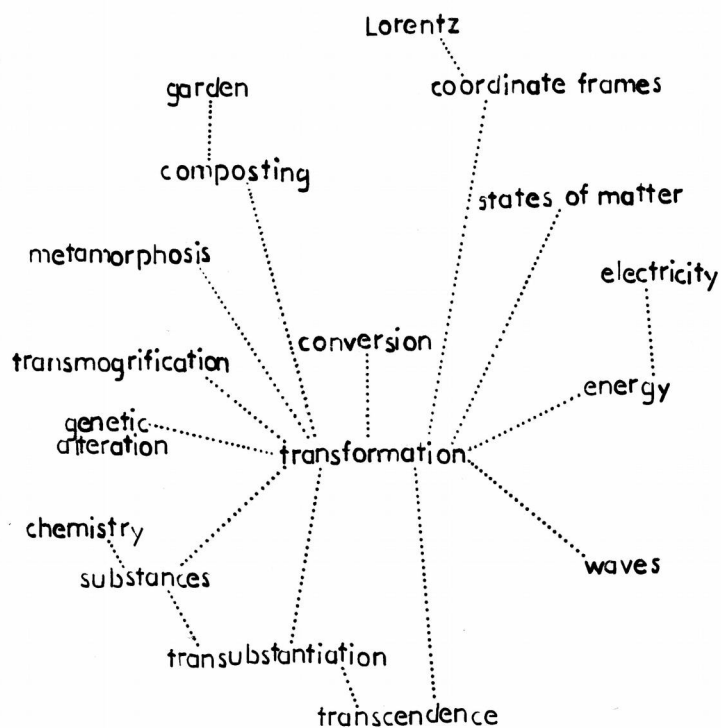 Lorentz
garden
coordinate frames
composting
states of matter
metamorphosis
electricity
conversion
transmogrification
energy
genetic
alteration
transformation
chemistry
waves
substances
transubstantiation
transcendence